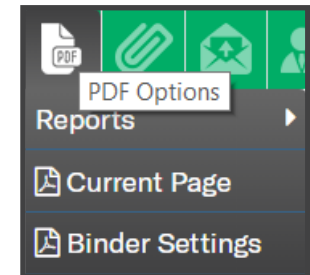 PDF
PDF Options
Reports
Current Page
Binder Settings